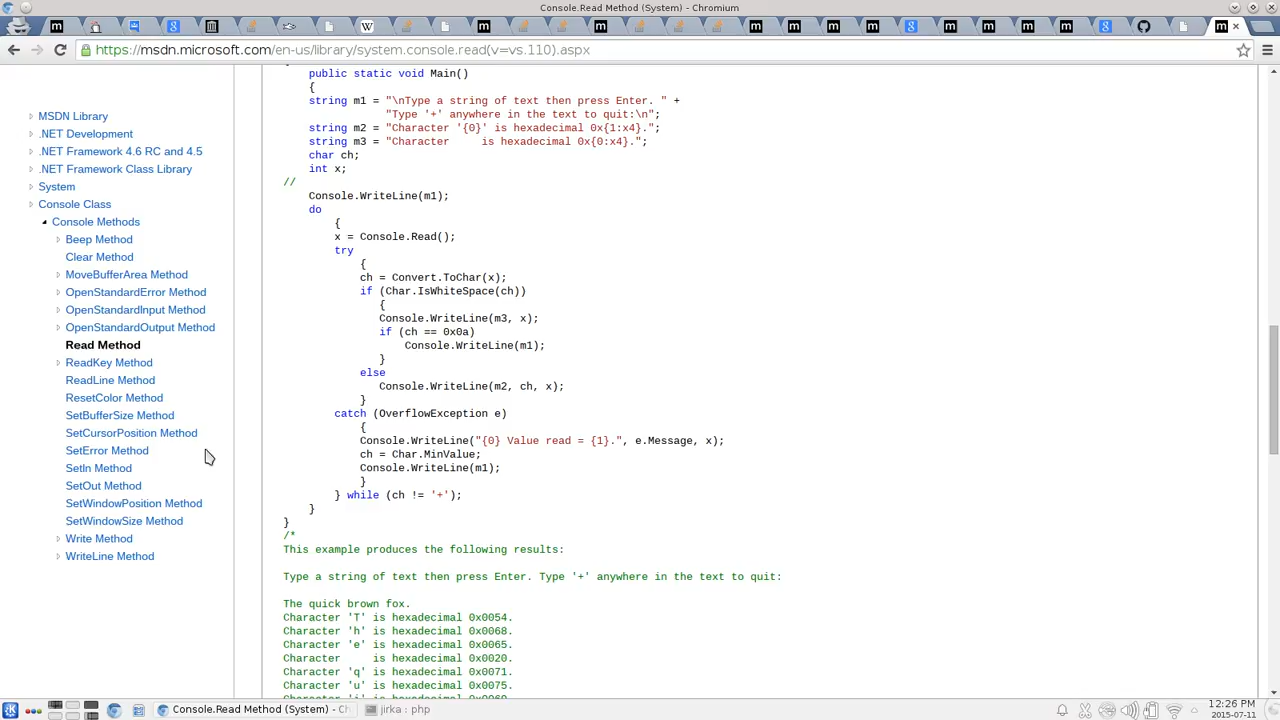 Console.Read Method (System) - Chromium
https://msdn.microsoft.com/en-us/library/system.console.read(v=vs.110).aspx
MSDN Library
.NET Development
.NET Framework 4.6 RC and 4.5
.NET Framework Class Library
System
Console Class
Console Methods
Beep Method
Clear Method
MoveBufferArea Method
OpenStandardError Method
OpenStandardInput Method
OpenStandardOutput Method
Read Method
ReadKey Method
ReadLine Method
ResetColor Method
SetBufferSize Method
SetCursorPosition Method
SetError Method
SetIn Method
SetOut Method
SetWindowPosition Method
SetWindowSize Method
Write Method
WriteLine Method
public static void Main()
{
string m1 = "\nType a string of text then press Enter. " +
"Type '+' anywhere in the text to quit:\n";
string m2 = "Character '{0}' is hexadecimal 0x{1:x4}.";
string m3 = "Character     is hexadecimal 0x{0:x4}.";
char ch;
int x;
//
Console.WriteLine(m1);
do
{
x = Console.Read();
try
{
ch = Convert.ToChar(x);
if (Char.IsWhiteSpace(ch))
{
Console.WriteLine(m3, x);
if (ch == 0x0a)
Console.WriteLine(m1);
}
else
Console.WriteLine(m2, ch, x);
}
catch (OverflowException e)
{
Console.WriteLine("{0} Value read = {1}.", e.Message, x);
ch = Char.MinValue;
Console.WriteLine(m1);
}
} while (ch != '+');
}
}
/*
This example produces the following results:
Type a string of text then press Enter. Type '+' anywhere in the text to quit:
The quick brown fox.
Character 'T' is hexadecimal 0x0054.
Character 'h' is hexadecimal 0x0068.
Character 'e' is hexadecimal 0x0065.
Character     is hexadecimal 0x0020.
Character 'q' is hexadecimal 0x0071.
Character 'u' is hexadecimal 0x0075.
Console.Read Method (System) - Ch
jirka : php
12:26 PM
2015-07-11